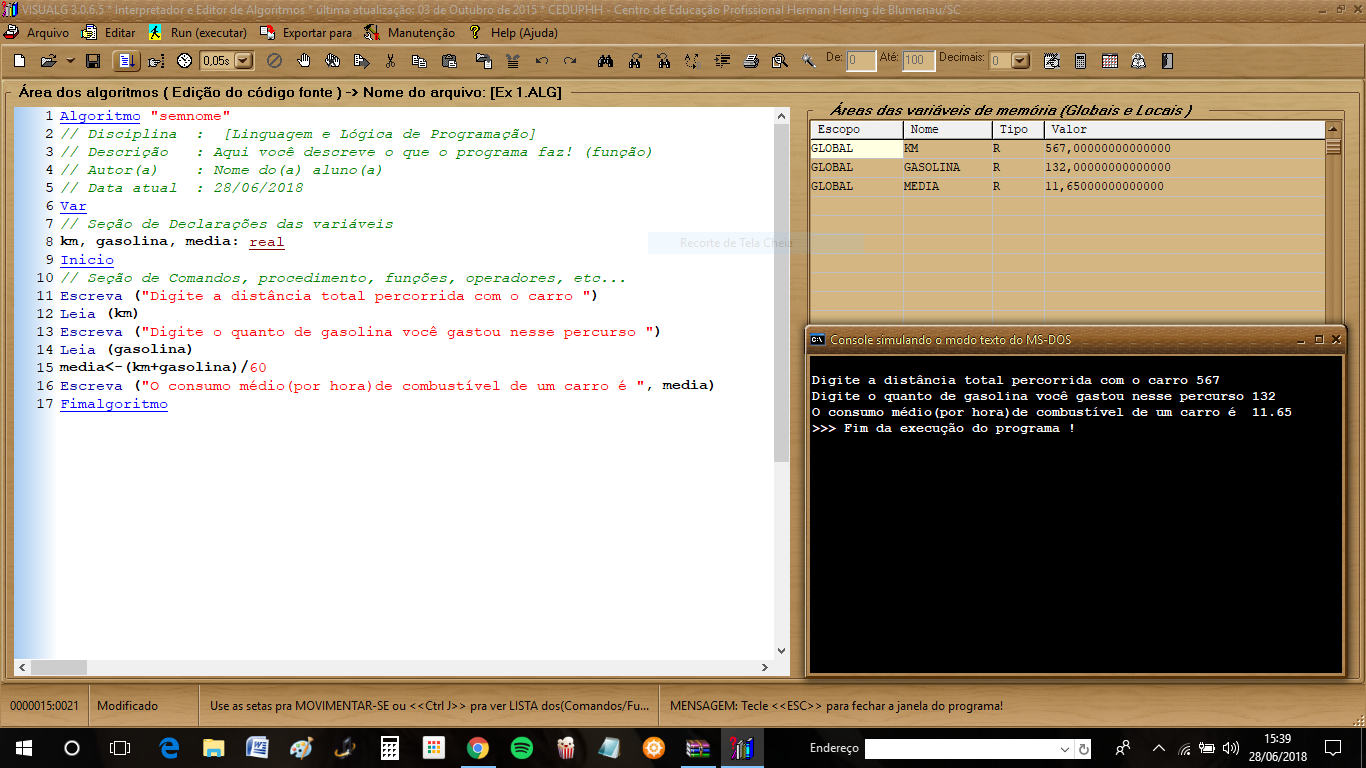 VISUALG 3.0.6.5 * Interpretador e Editor de Algoritmos * última atualização: 03 de Outubro de 2015 * CEDUPHH - Centro de Educação Profissional Herman Hering de Blumenau/SC
Arquivo Editar Run (executar) Exportar para Manutenção Help (Ajuda)
0,05s De: 0 Até: 100 Decimais: 0
Área dos algoritmos ( Edição do código fonte ) -> Nome do arquivo: [Ex 1.ALG]
1 Algoritmo "semnome"
2 // Disciplina : [Linguagem e Lógica de Programação]
3 // Descrição : Aqui você descreve o que o programa faz! (função)
4 // Autor(a) : Nome do(a) aluno(a)
5 // Data atual : 28/06/2018
6 Var
7 // Seção de Declarações das variáveis
8 km, gasolina, media: real
9 Inicio
10 // Seção de Comandos, procedimento, funções, operadores, etc...
11 Escreva ("Digite a distância total percorrida com o carro ")
12 Leia (km)
13 Escreva ("Digite o quanto de gasolina você gastou nesse percurso ")
14 Leia (gasolina)
15 media<-(km+gasolina)/60
16 Escreva ("O consumo médio(por hora)de combustível de um carro é ", media)
17 Fimalgoritmo
Áreas das variáveis de memória (Globais e Locais )
Escopo Nome Tipo Valor
GLOBAL KM R 567,00000000000000
GLOBAL GASOLINA R 132,00000000000000
GLOBAL MEDIA R 11,65000000000000
Recorte de Tela Cheia
C:\ Console simulando o modo texto do MS-DOS
Digite a distância total percorrida com o carro 567
Digite o quanto de gasolina você gastou nesse percurso 132
O consumo médio(por hora)de combustível de um carro é 11.65
>>> Fim da execução do programa !
0000015:0021 Modificado Use as setas pra MOVIMENTAR-SE ou <<Ctrl J>> pra ver LISTA dos(Comandos/Fu... MENSAGEM: Tecle <<ESC>> para fechar a janela do programa!
Endereço
15:39
28/06/2018